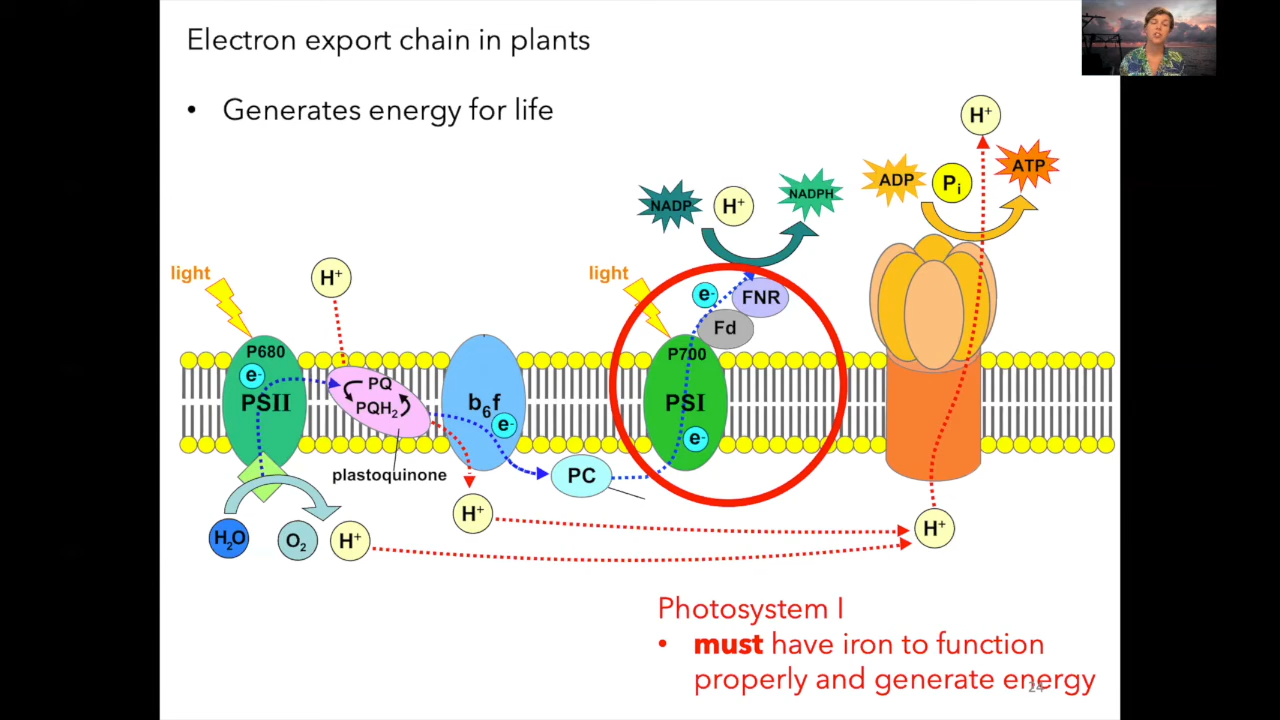 Electron export chain in plants
• Generates energy for life
H⁺
ADP
Pᵢ
ATP
NADP
H⁺
NADPH
light
H⁺
light
e⁻
FNR
Fd
P680
e⁻
PSII
PQ
PQH₂
b₆f
e⁻
P700
PSI
e⁻
plastoquinone
PC
H⁺
H⁺
H₂O
O₂
H⁺
Photosystem I
• must have iron to function
properly and generate energy
24